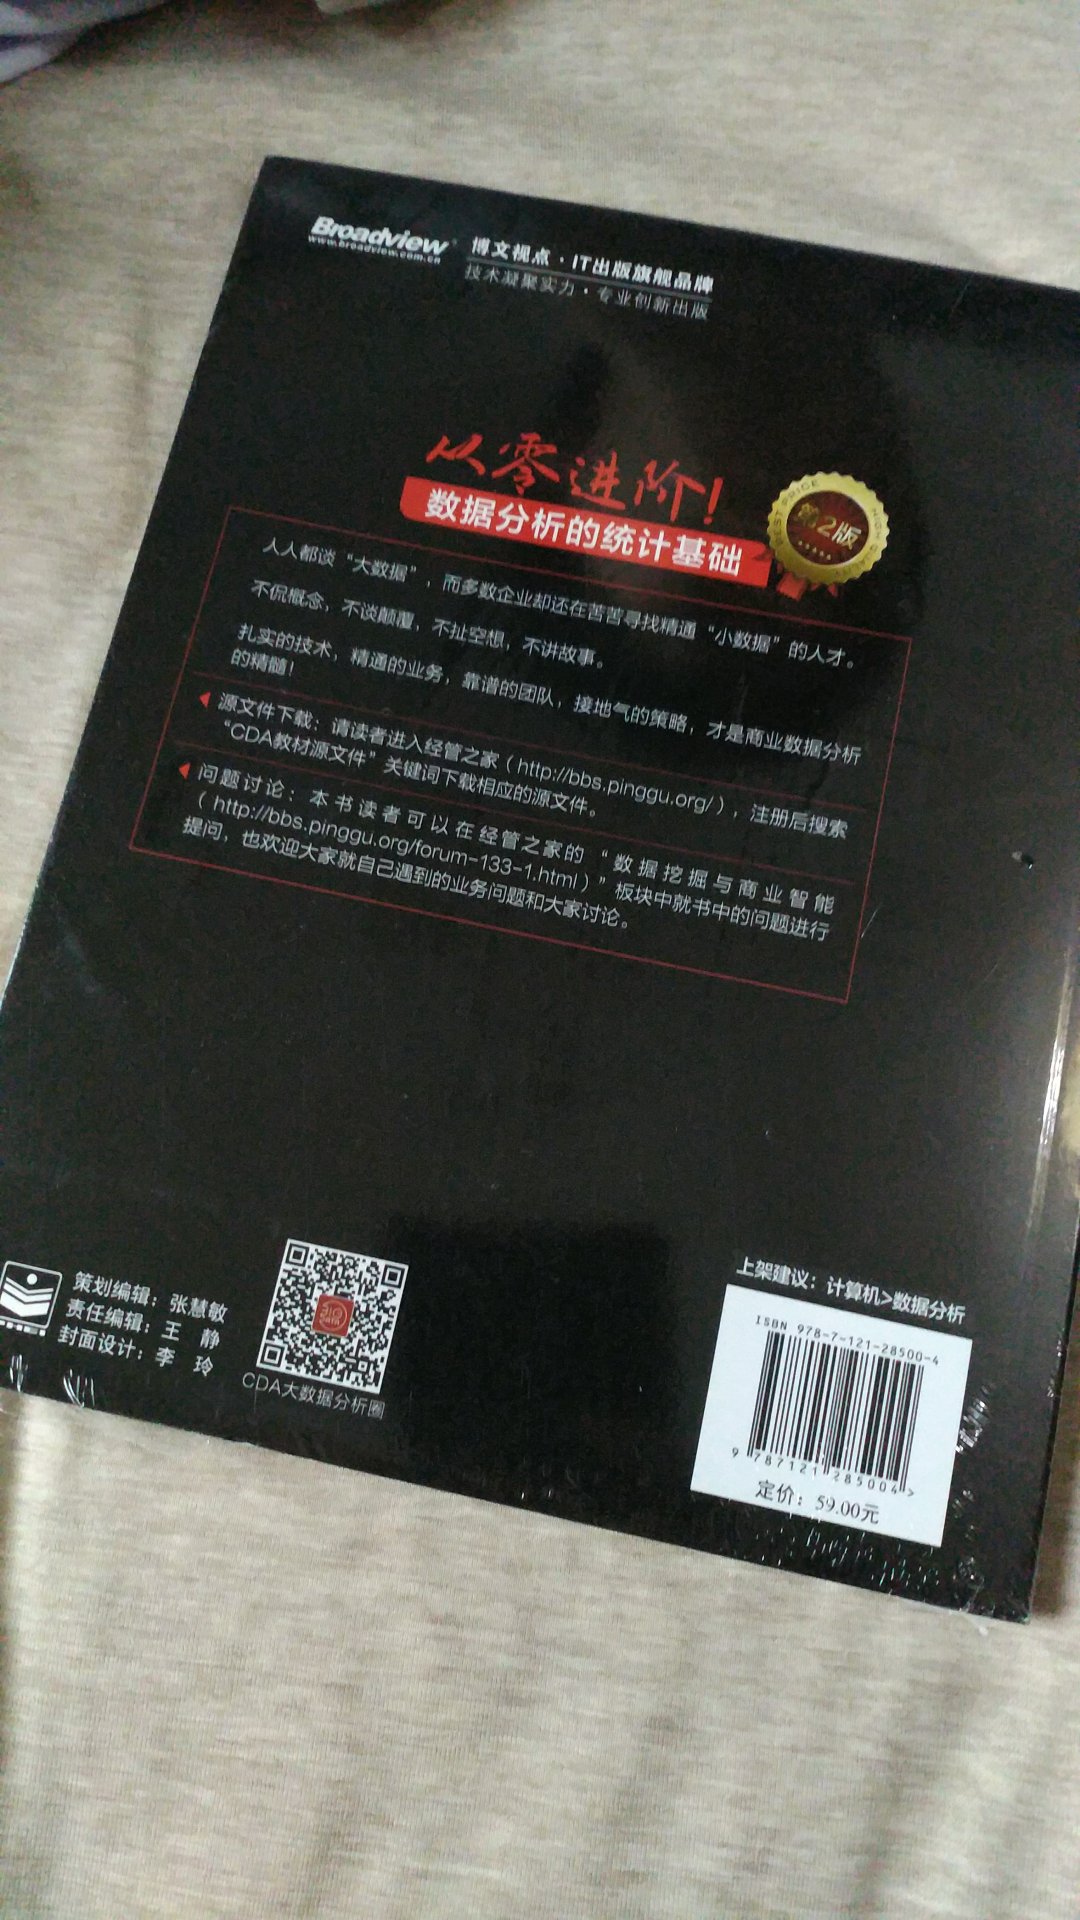 Broadview
www.broadview.com.cn
博文视点·IT出版旗舰品牌
技术凝聚实力·专业创新出版
从零进阶!
数据分析的统计基础
第2版
人人都谈“大数据”,而多数企业却还在苦苦寻找精通“小数据”的人才。
不侃概念,不谈颠覆,不扯空想,不讲故事。
扎实的技术,精通的业务,靠谱的团队,接地气的策略,才是商业数据分析
的精髓!
源文件下载:请读者进入经管之家(http://bbs.pinggu.org/),注册后搜索
“CDA教材源文件”关键词下载相应的源文件。
问题讨论:本书读者可以在经管之家的“数据挖掘与商业智能
(http://bbs.pinggu.org/forum-133-1.html)”板块中就书中的问题进行
提问,也欢迎大家就自己遇到的业务问题和大家讨论。
策划编辑:张慧敏
责任编辑:王 静
封面设计:李 玲
CDA大数据分析圈
上架建议:计算机>数据分析
ISBN 978-7-121-28500-4
9 787121 285004 >
定价:59.00元